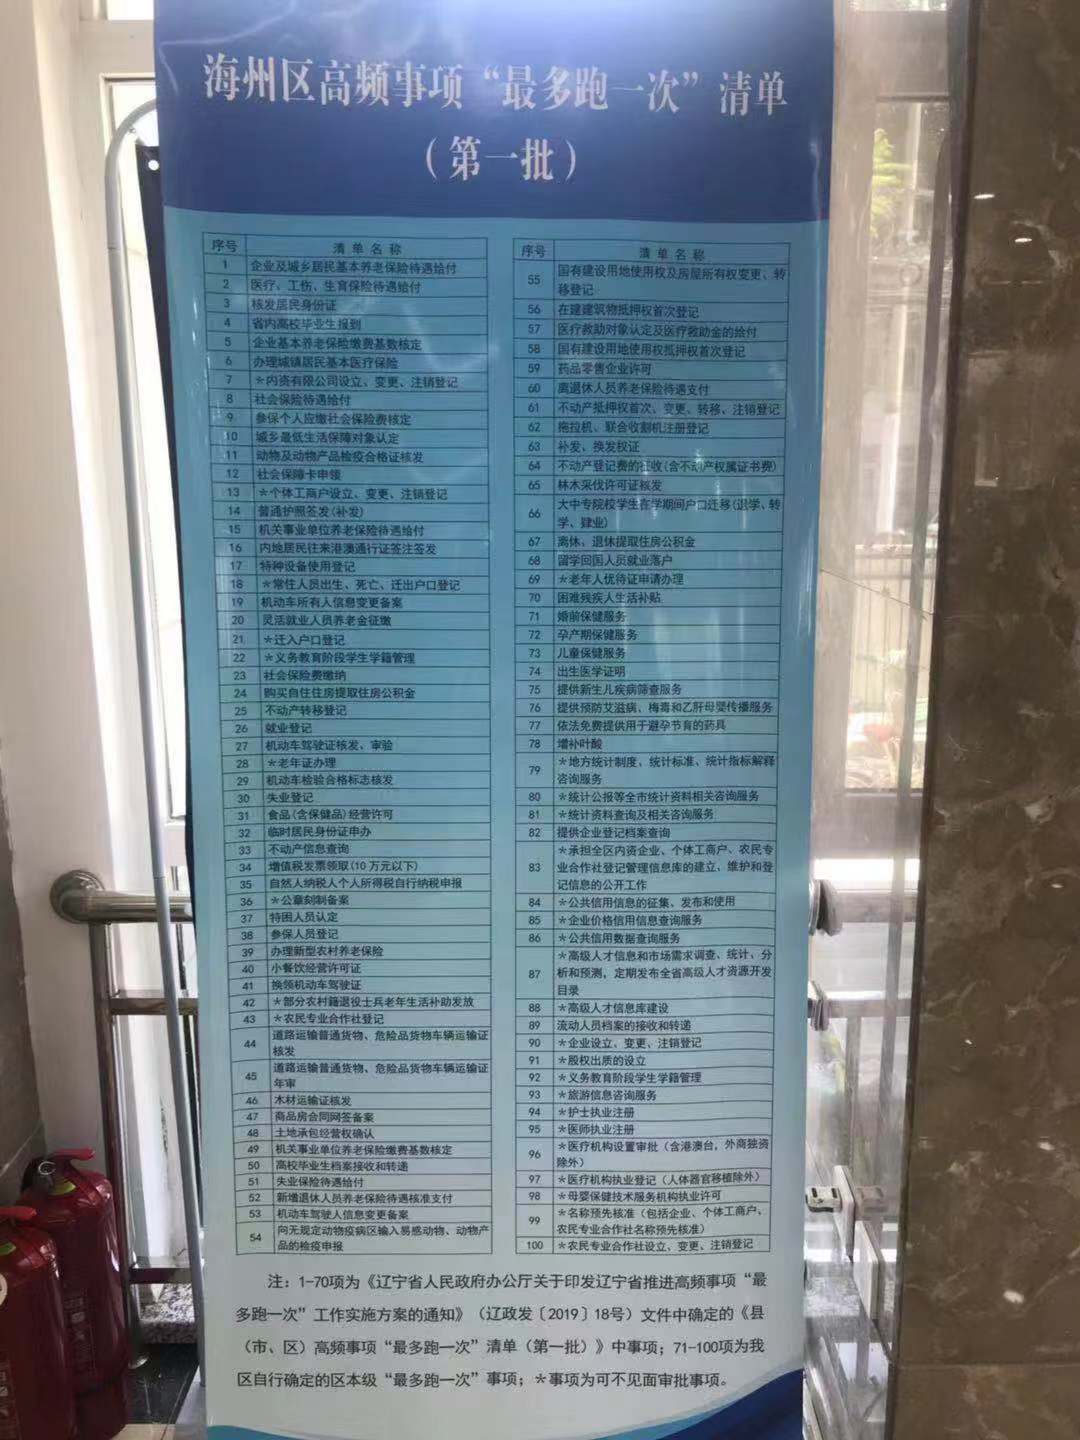 海州区高频事项“最多跑一次”清单
（第一批）
序号 清单名称
1 企业及城乡居民基本养老保险待遇给付
2 医疗、工伤、生育保险待遇给付
3 核发居民身份证
4 省内高校毕业生报到
5 企业基本养老保险缴费基数核定
6 办理城镇居民基本医疗保险
7 *内资有限公司设立、变更、注销登记
8 社会保险待遇给付
9 参保个人应缴社会保险费核定
10 城乡最低生活保障对象认定
11 动物及动物产品检疫合格证核发
12 社会保障卡申领
13 *个体工商户设立、变更、注销登记
14 普通护照签发(补发)
15 机关事业单位养老保险待遇给付
16 内地居民往来港澳通行证签注签发
17 特种设备使用登记
18 *常住人员出生、死亡、迁出户口登记
19 机动车所有人信息变更备案
20 灵活就业人员养老金征缴
21 *迁入户口登记
22 *义务教育阶段学生学籍管理
23 社会保险费缴纳
24 购买自住住房提取住房公积金
25 不动产转移登记
26 就业登记
27 机动车驾驶证核发、审验
28 *老年证办理
29 机动车检验合格标志核发
30 失业登记
31 食品(含保健品)经营许可
32 临时居民身份证申办
33 不动产信息查询
34 增值税发票领取(10万元以下)
35 自然人纳税人个人所得税自行纳税申报
36 *公章刻制备案
37 特困人员认定
38 参保人员登记
39 办理新型农村养老保险
40 小餐饮经营许可证
41 换领机动车驾驶证
42 *部分农村籍退役士兵老年生活补助发放
43 *农民专业合作社登记
44 道路运输普通货物、危险品货物车辆运输证
核发
45 道路运输普通货物、危险品货物车辆运输证
年审
46 木材运输证核发
47 商品房合同网签备案
48 土地承包经营权确认
49 机关事业单位养老保险缴费基数核定
50 高校毕业生档案接收和转递
51 失业保险待遇给付
52 新增退休人员养老保险待遇核准支付
53 机动车驾驶人信息变更备案
54 向无规定动物疫病区输入易感动物、动物产
品的检疫申报
序号 清单名称
55 国有建设用地使用权及房屋所有权变更、转
移登记
56 在建建筑物抵押权首次登记
57 医疗救助对象认定及医疗救助金的给付
58 国有建设用地使用权抵押权首次登记
59 药品零售企业许可
60 离退休人员养老保险待遇支付
61 不动产抵押权首次、变更、转移、注销登记
62 拖拉机、联合收割机注册登记
63 补发、换发权证
64 不动产登记费的征收(含不动产权属证书费)
65 林木采伐许可证核发
66 大中专院校学生在学期间户口迁移(退学、转
学、肄业)
67 离休、退休提取住房公积金
68 留学回国人员就业落户
69 *老年人优待证申请办理
70 困难残疾人生活补贴
71 婚前保健服务
72 孕产期保健服务
73 儿童保健服务
74 出生医学证明
75 提供新生儿疾病筛查服务
76 提供预防艾滋病、梅毒和乙肝母婴传播服务
77 依法免费提供用于避孕节育的药具
78 增补叶酸
79 *地方统计制度、统计标准、统计指标解释
咨询服务
80 *统计公报等全市统计资料相关咨询服务
81 *统计资料查询及相关咨询服务
82 提供企业登记档案查询
83 *承担全区内资企业、个体工商户、农民专
业合作社登记管理信息库的建立，维护和登
记信息的公开工作
84 *公共信用信息的征集、发布和使用
85 *企业价格信用信息查询服务
86 *公共信用数据查询服务
87 *高级人才信息和市场需求调查、统计、分
析和预测，定期发布全省高级人才资源开发
目录
88 *高级人才信息库建设
89 流动人员档案的接收和转递
90 *企业设立、变更、注销登记
91 *股权出质的设立
92 *义务教育阶段学生学籍管理
93 *旅游信息咨询服务
94 *护士执业注册
95 *医师执业注册
96 *医疗机构设置审批（含港澳台，外商独资
除外）
97 *医疗机构执业登记（人体器官移植除外）
98 *母婴保健技术服务机构执业许可
99 *名称预先核准（包括企业、个体工商户、
农民专业合作社名称预先核准）
100 *农民专业合作社设立，变更、注销登记
注：1-70项为《辽宁省人民政府办公厅关于印发辽宁省推进高频事项“最
多跑一次”工作实施方案的通知》（辽政发〔2019〕18号）文件中确定的《县
（市、区）高频事项“最多跑一次”清单（第一批）》中事项；71-100项为我
区自行确定的区本级“最多跑一次”事项；*事项为可不见面审批事项。